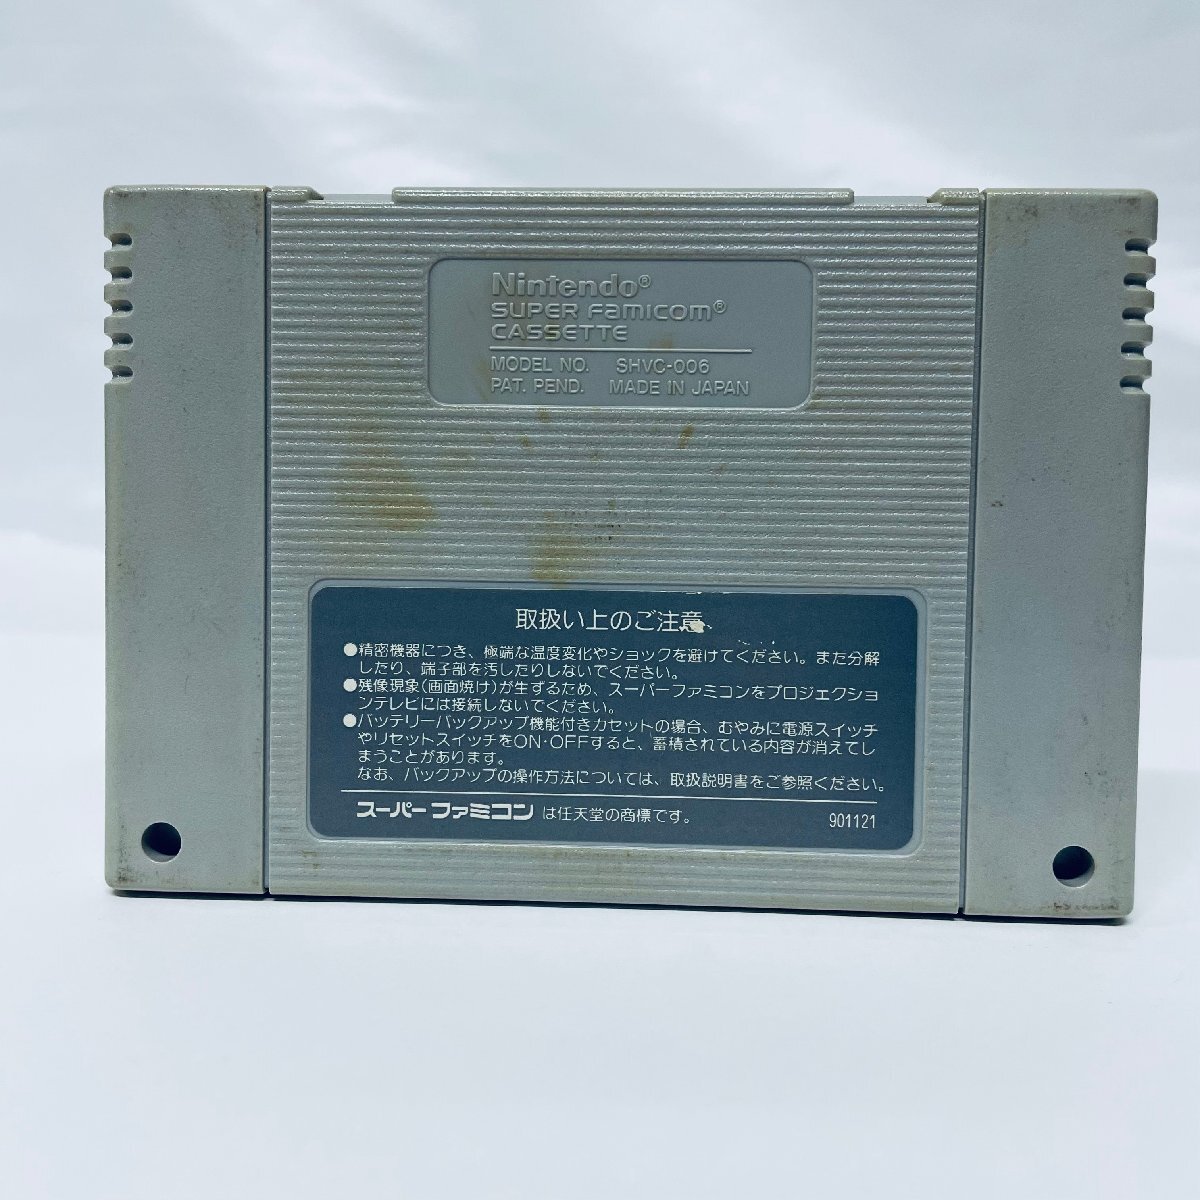 Nintendo®
SUPER FAMICOM®
CASSETTE
MODEL NO. SHVC-006
PAT. PEND. MADE IN JAPAN
取扱い上のご注意
●精密機器につき、極端な温度変化やショックを避けてください。また分解
したり、端子部を汚したりしないでください。
●残像現象(画面焼け)が生ずるため、スーパーファミコンをプロジェクショ
ンテレビには接続しないでください。
●バッテリーバックアップ機能付きカセットの場合、むやみに電源スイッチ
やリセットスイッチをON・OFFすると、蓄積されている内容が消えてし
まうことがあります。
なお、バックアップの操作方法については、取扱説明書をご参照ください。
スーパーファミコンは任天堂の商標です。 901121